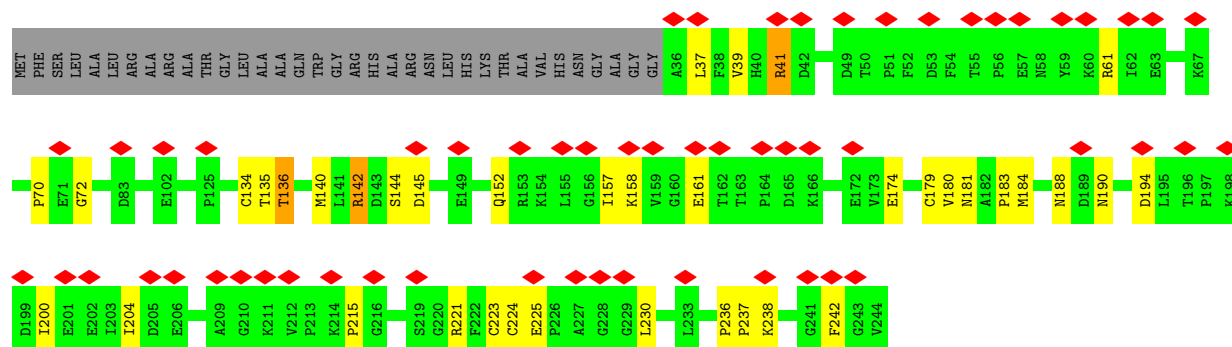 MET PHE SER LEU ALA LEU ARG ALA ARG ALA THR GLY LEU ALA ALA GLN TRP GLY ARG HIS ALA ARG ASN LEU HIS LYS THR ALA VAL HIS ASN GLY ALA GLY GLY A36 L37 F38 V39 H40 R41 D42 D49 T50 P51 F52 D53 F54 T55 P56 E57 N58 Y59 K60 R61 I62 E63 K67
P70 E71 G72 D83 E102 P125 C134 T135 T136 M140 L141 R142 D143 S144 D145 E149 Q152 R153 K154 L155 G156 I157 K158 V159 G160 E161 T162 T163 P164 D165 K166 E172 V173 E174 C179 V180 N181 A182 P183 M184 N188 D189 N190 D194 L195 T196 P197 K198
D199 I200 E201 E202 I203 I204 D205 E206 A209 G210 K211 V212 P213 K214 P215 G216 S219 G220 R221 F222 C223 C224 E225 P226 A227 G228 G229 L230 L233 P236 P237 K238 G241 F242 G243 V244